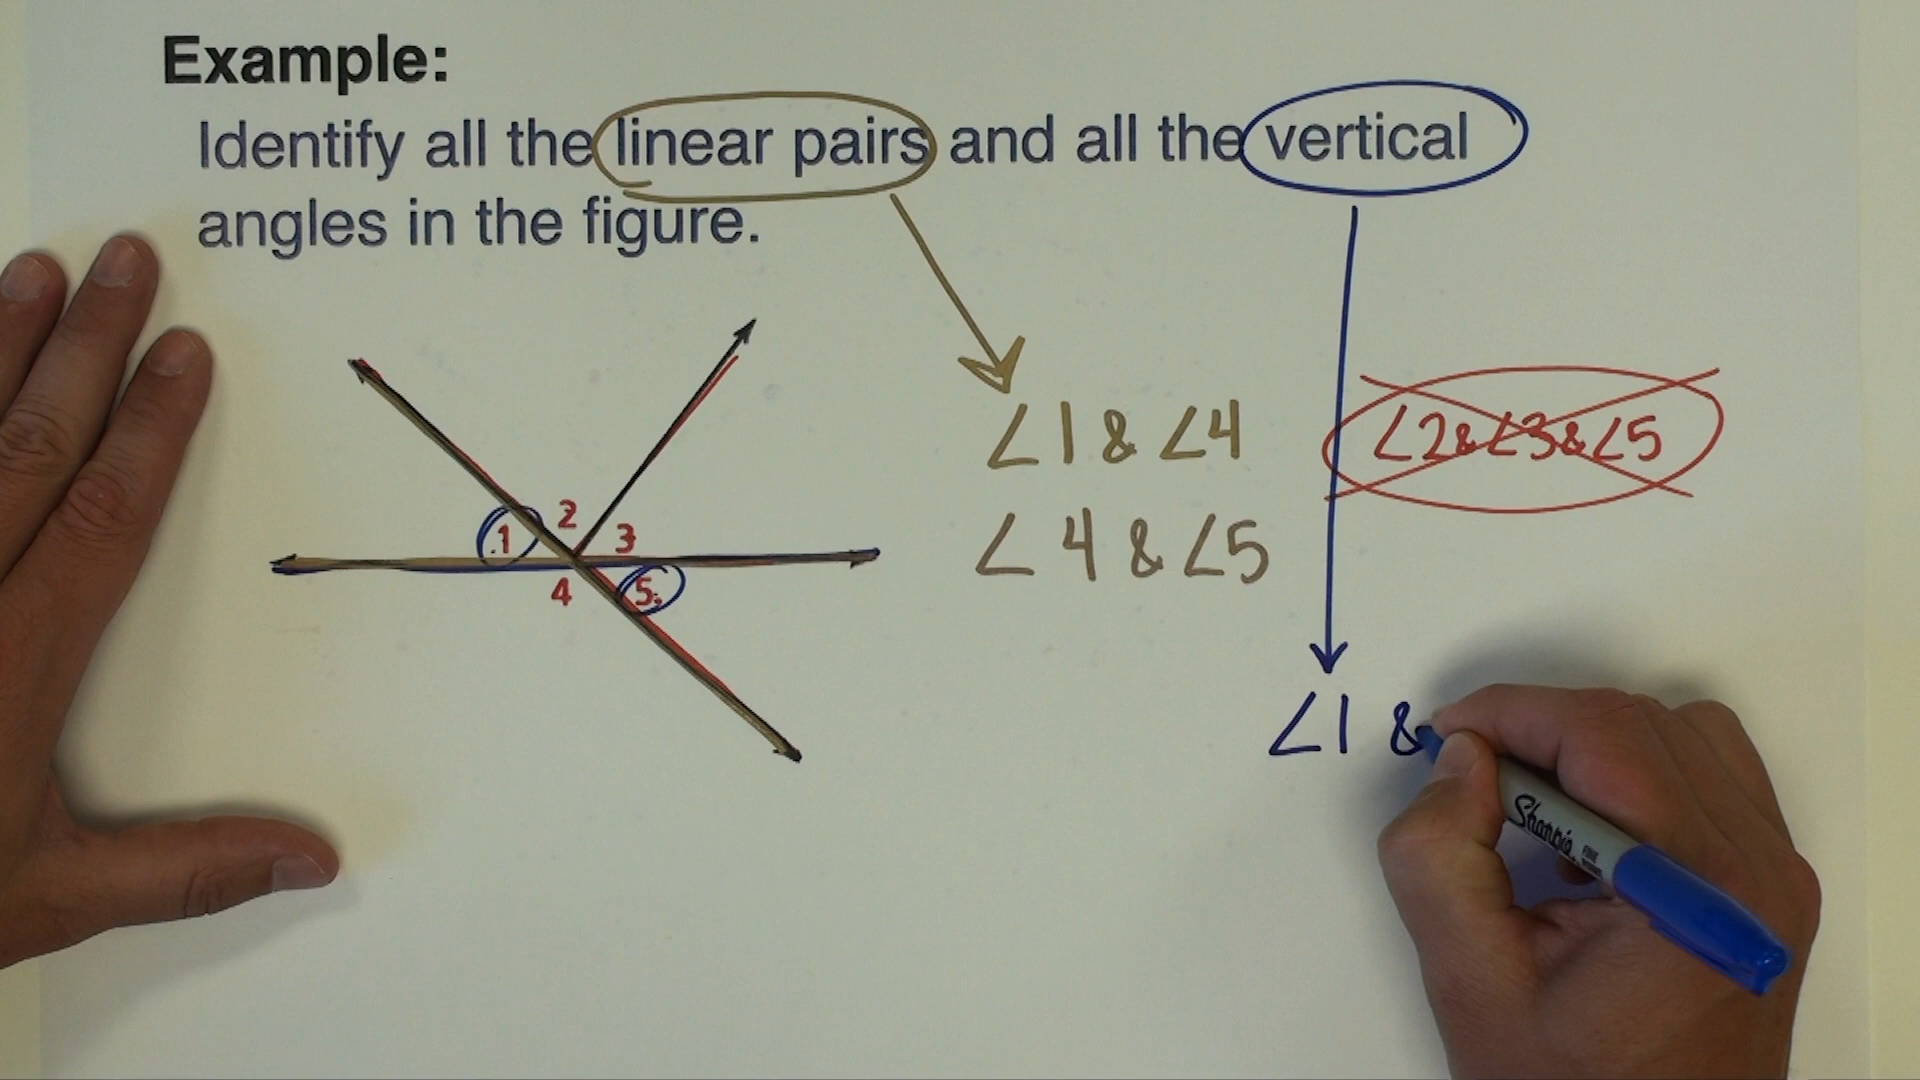 Example:
Identify all the linear pairs and all the vertical
angles in the figure.
∠1 & ∠4
∠2 & ∠3 & ∠5
∠4 & ∠5
1 2 3
4 5
∠1 &
Sharpie
FINE